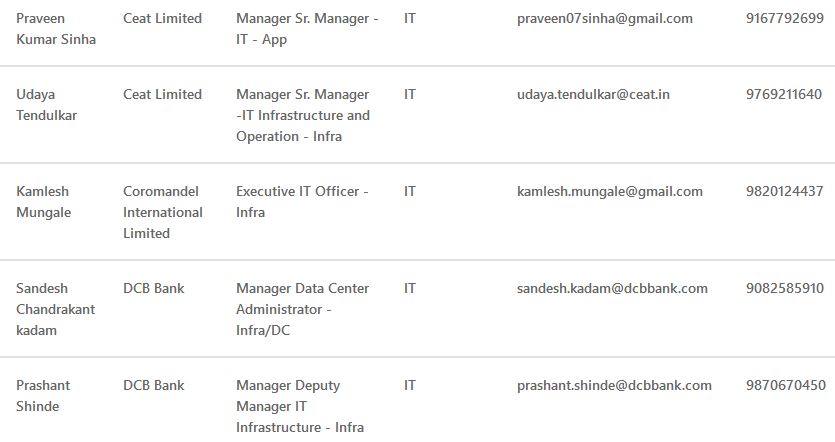 Praveen Ceat Limited Manager Sr. Manager - IT praveen07sinha@gmail.com 9167792699
Kumar Sinha IT - App
Udaya Ceat Limited Manager Sr. Manager IT udaya.tendulkar@ceat.in 9769211640
Tendulkar -IT Infrastructure and
Operation - Infra
Kamlesh Coromandel Executive IT Officer - IT kamlesh.mungale@gmail.com 9820124437
Mungale International Infra
Limited
Sandesh DCB Bank Manager Data Center IT sandesh.kadam@dcbbank.com 9082585910
Chandrakant Administrator -
kadam Infra/DC
Prashant DCB Bank Manager Deputy IT prashant.shinde@dcbbank.com 9870670450
Shinde Manager IT
Infrastructure - Infra